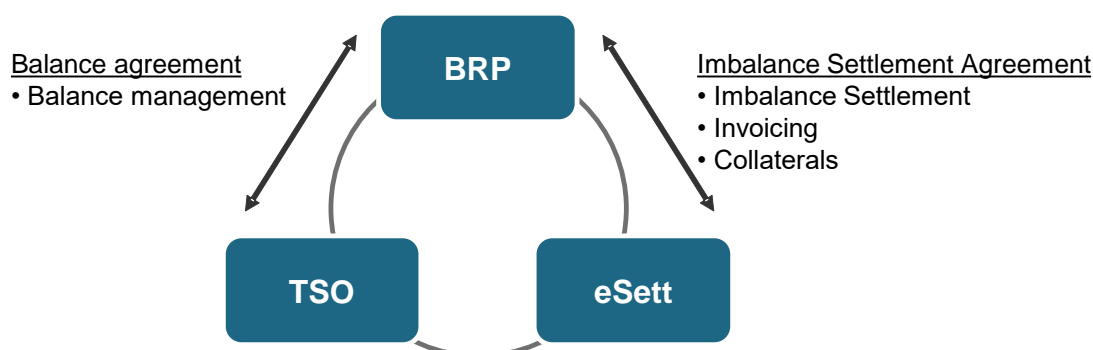 BRP
Balance agreement
• Balance management
Imbalance Settlement Agreement
• Imbalance Settlement
• Invoicing
• Collaterals
TSO
eSett